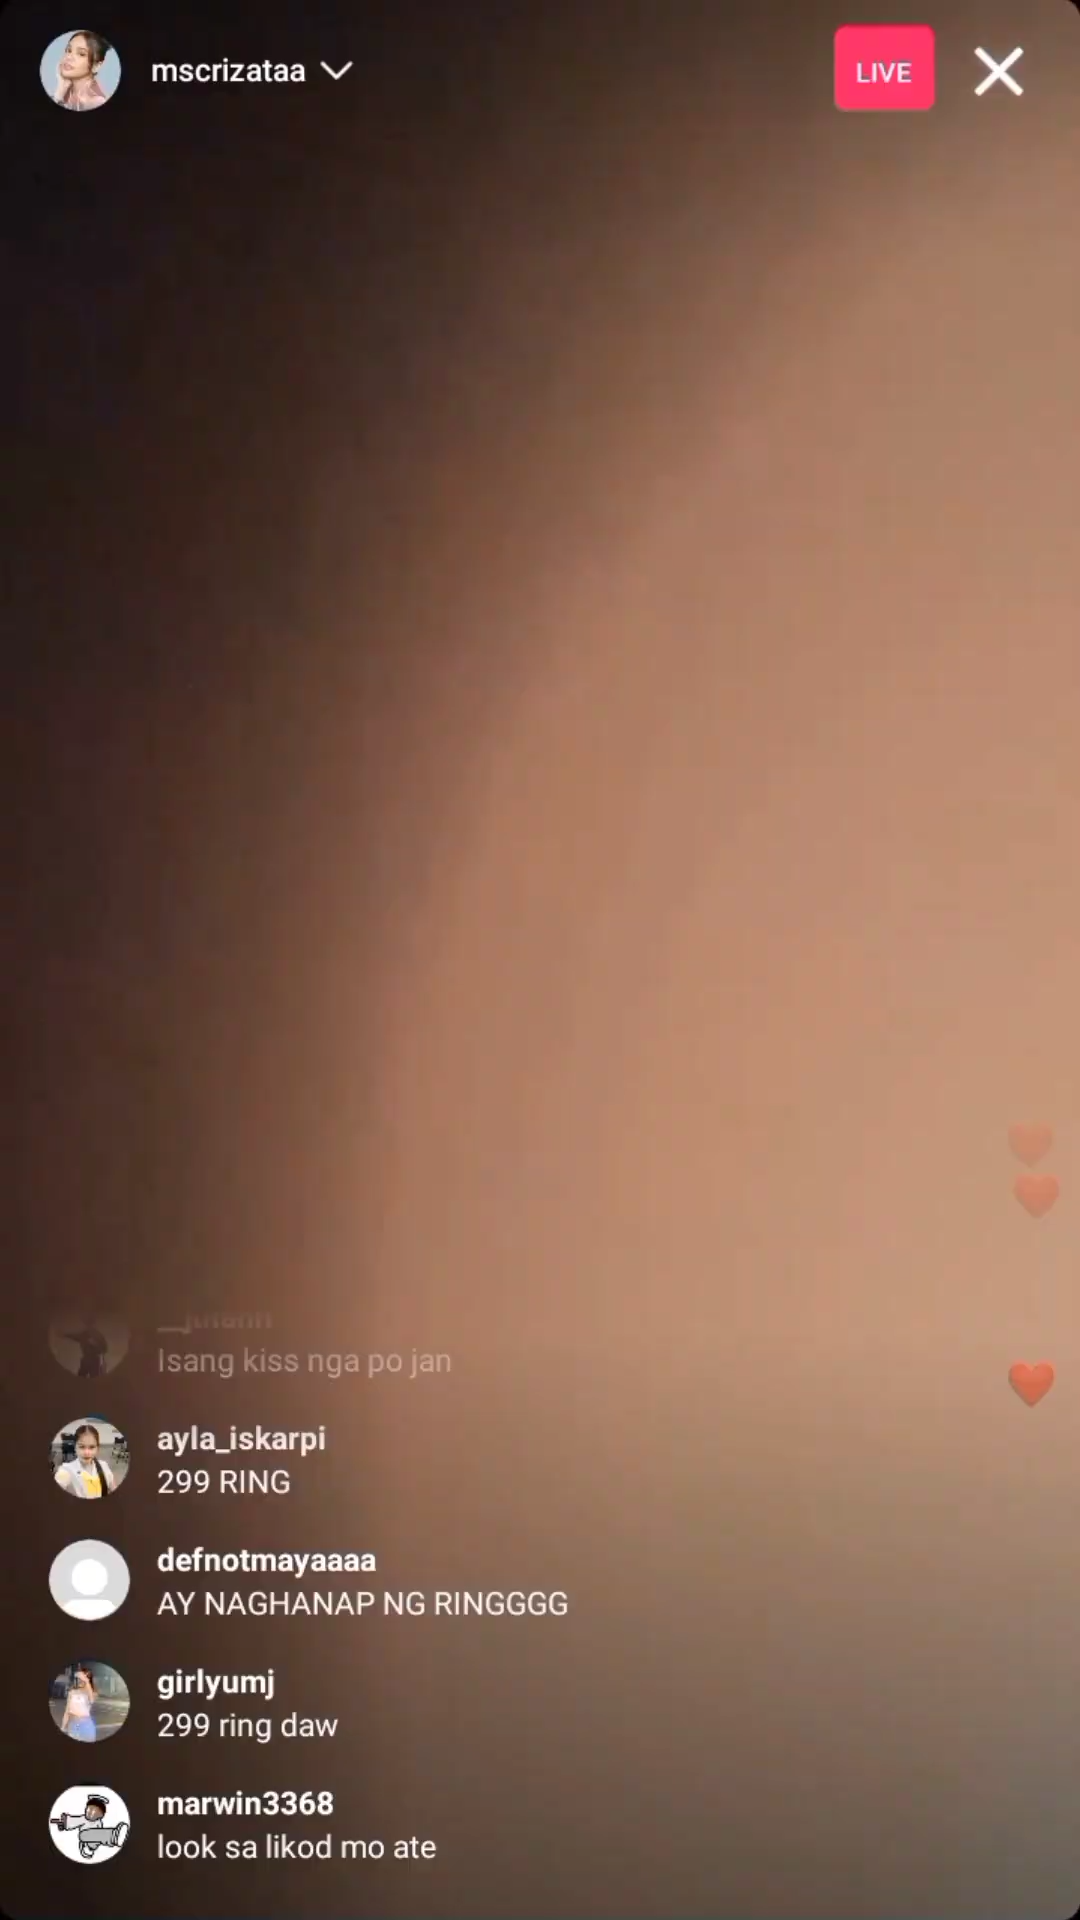 mscrizataa
LIVE
Isang kiss nga po jan
ayla_iskarpi
299 RING
defnotmayaaaa
AY NAGHANAP NG RINGGGG
girlyumj
299 ring daw
marwin3368
look sa likod mo ate